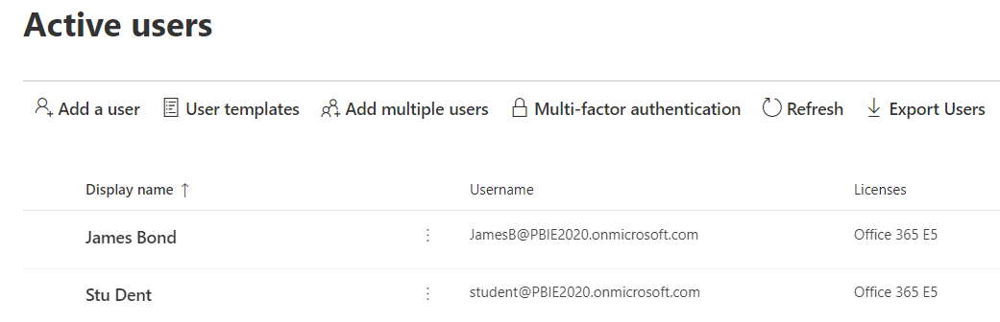 Active users
Add a user User templates Add multiple users Multi-factor authentication Refresh Export Users
Display name ↑ Username Licenses
James Bond JamesB@PBIE2020.onmicrosoft.com Office 365 E5
Stu Dent student@PBIE2020.onmicrosoft.com Office 365 E5